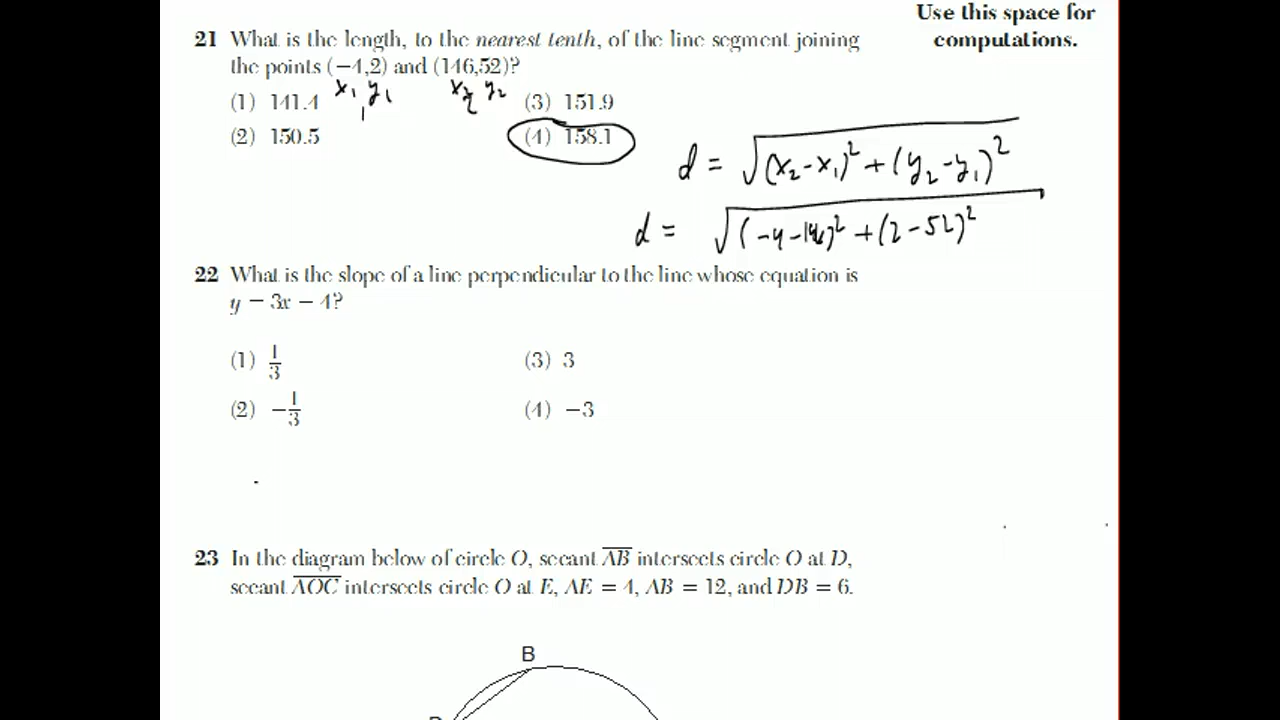 Use this space for
computations.
21 What is the length, to the nearest tenth, of the line segment joining
the points (−4,2) and (146,52)?
x₁ y₁ x₂ y₂
(1) 141.4 (3) 151.9
(2) 150.5 (4) 158.1
d = √(x₂-x₁)² + (y₂-y₁)²
d = √(-4-146)² + (2-52)²
22 What is the slope of a line perpendicular to the line whose equation is
y = 3x + 4?
(1) 1/3 (3) 3
(2) −1/3 (4) −3
23 In the diagram below of circle O, secant AB intersects circle O at D,
secant AOC intersects circle O at E, AE = 4, AB = 12, and DB = 6.
B